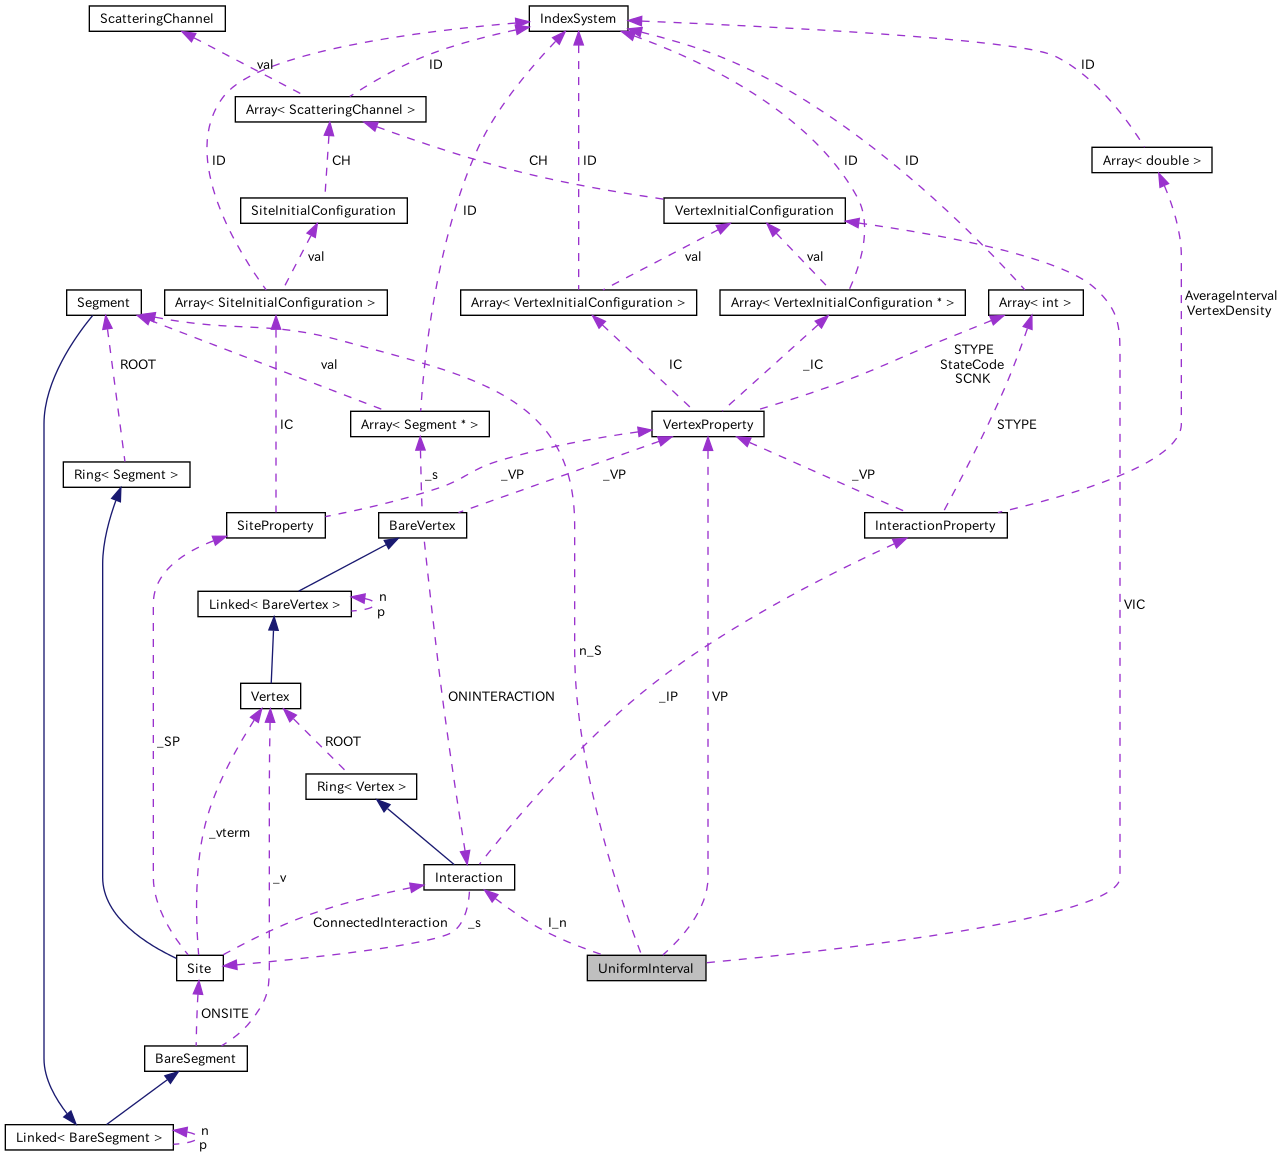 ScatteringChannel
IndexSystem
val
ID
ID
Array< ScatteringChannel >
Array< double >
ID
CH
CH
ID
ID
ID
SiteInitialConfiguration
ID
VertexInitialConfiguration
val
val
val
Segment
Array< SiteInitialConfiguration >
Array< VertexInitialConfiguration >
Array< VertexInitialConfiguration * >
Array< int >
AverageInterval
VertexDensity
ROOT
val
IC
_IC
STYPE
StateCode
SCNK
Array< Segment * >
VertexProperty
IC
STYPE
Ring< Segment >
_s
_VP
_VP
_VP
SiteProperty
BareVertex
InteractionProperty
Linked< BareVertex >
n
p
VIC
n_S
Vertex
ONINTERACTION
_IP
VP
_SP
ROOT
Ring< Vertex >
_vterm
_v
Interaction
ConnectedInteraction
_s
I_n
Site
UniformInterval
ONSITE
BareSegment
Linked< BareSegment >
n
p